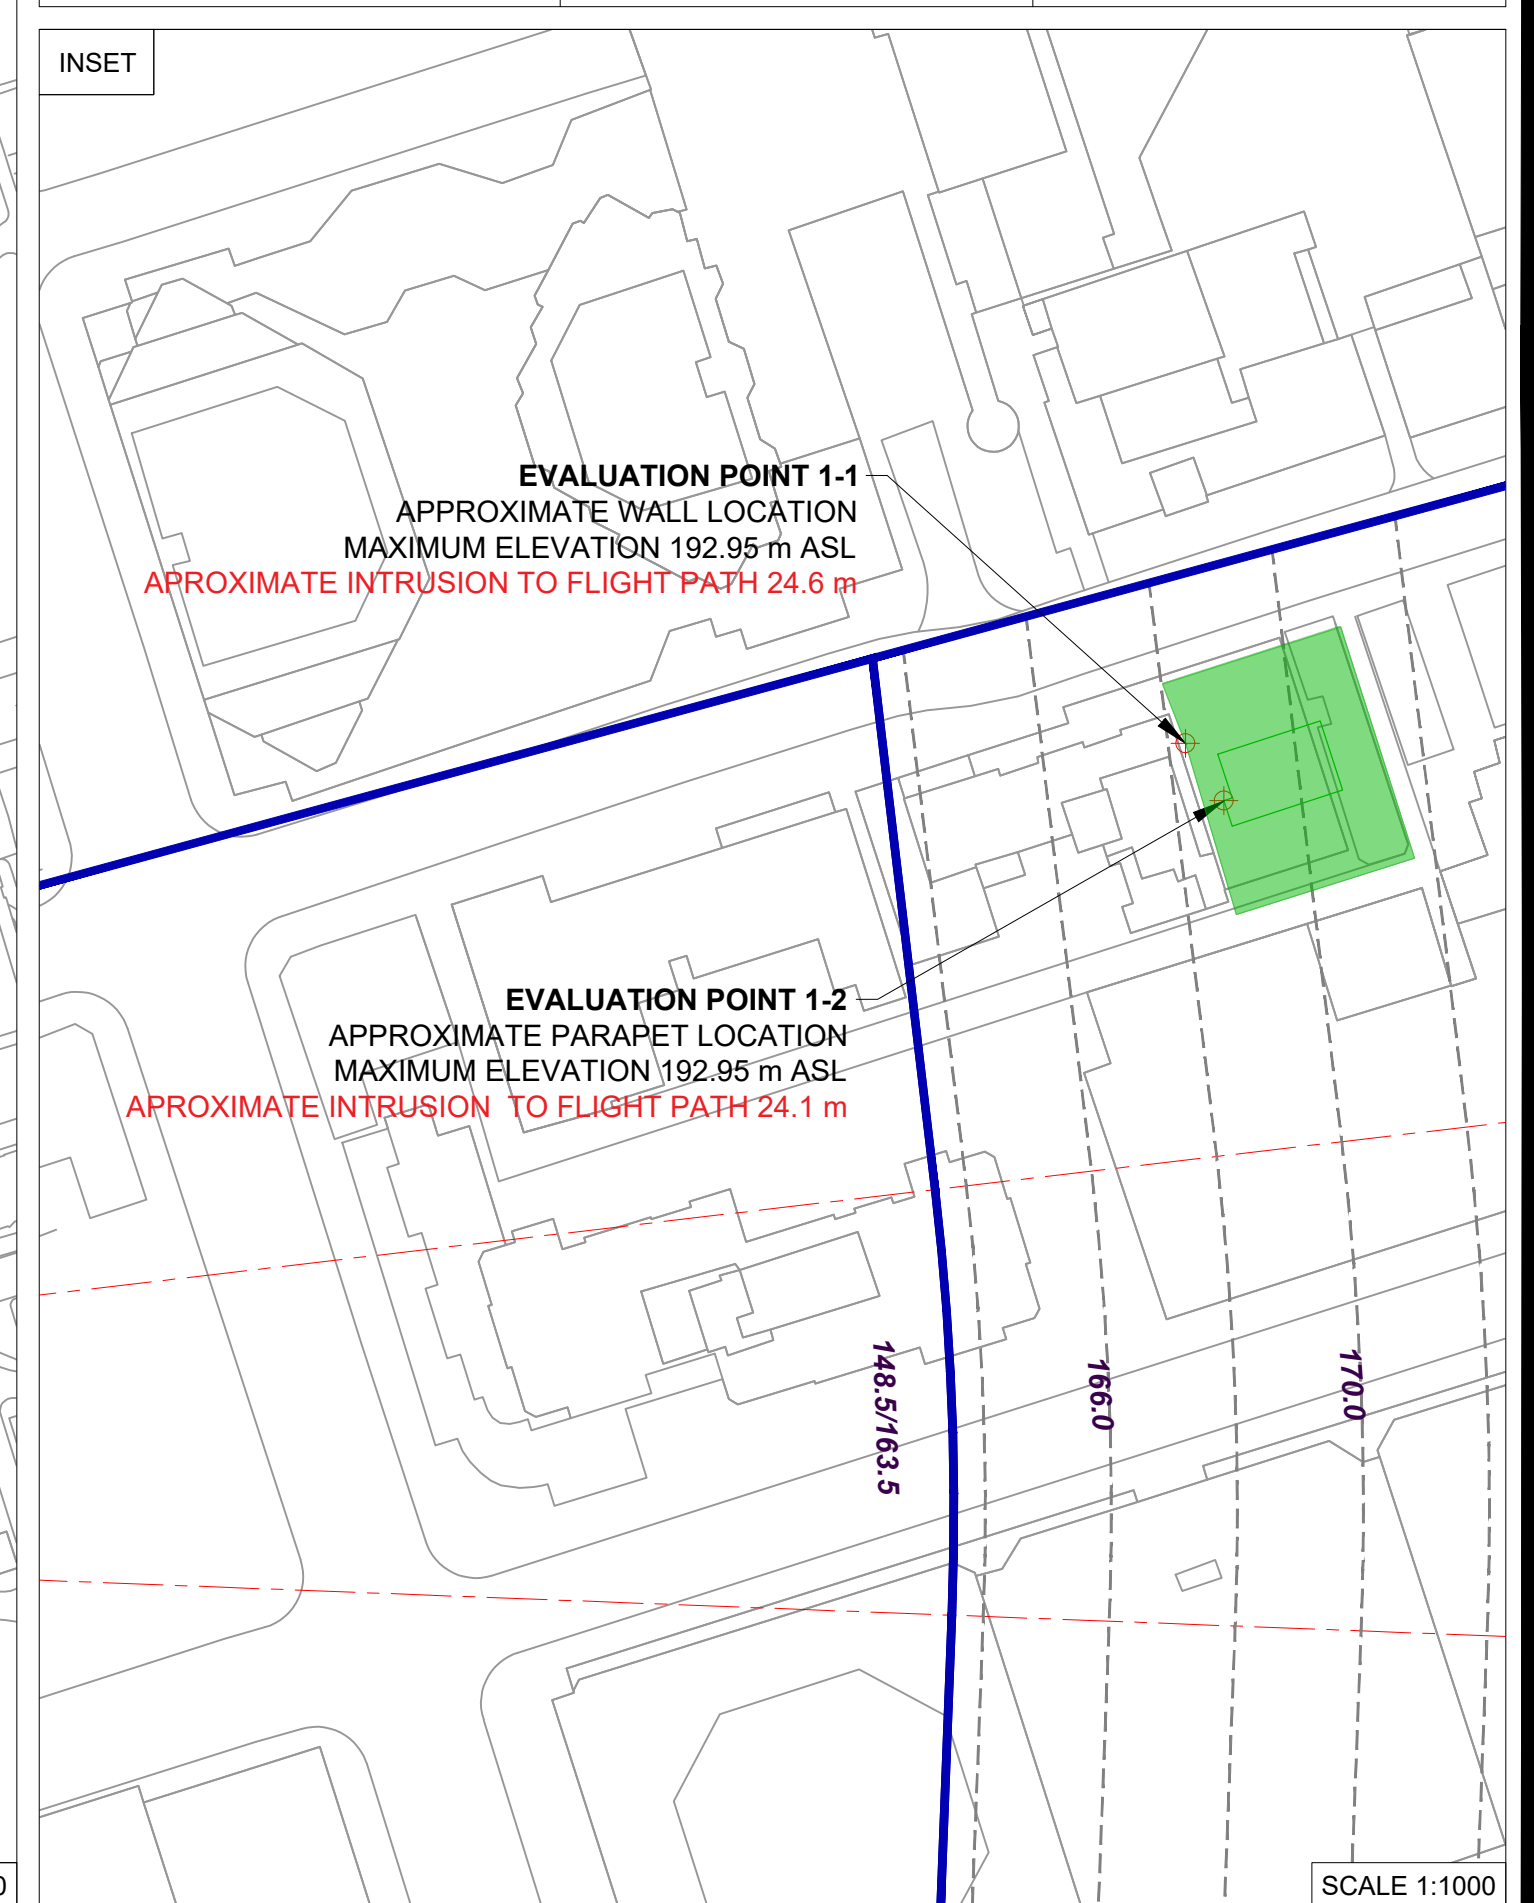 INSET
EVALUATION POINT 1-1
APPROXIMATE WALL LOCATION
MAXIMUM ELEVATION 192.95 m ASL
APROXIMATE INTRUSION TO FLIGHT PATH 24.6 m
EVALUATION POINT 1-2
APPROXIMATE PARAPET LOCATION
MAXIMUM ELEVATION 192.95 m ASL
APROXIMATE INTRUSION TO FLIGHT PATH 24.1 m
148.5/163.5
166.0
170.0
0
SCALE 1:1000